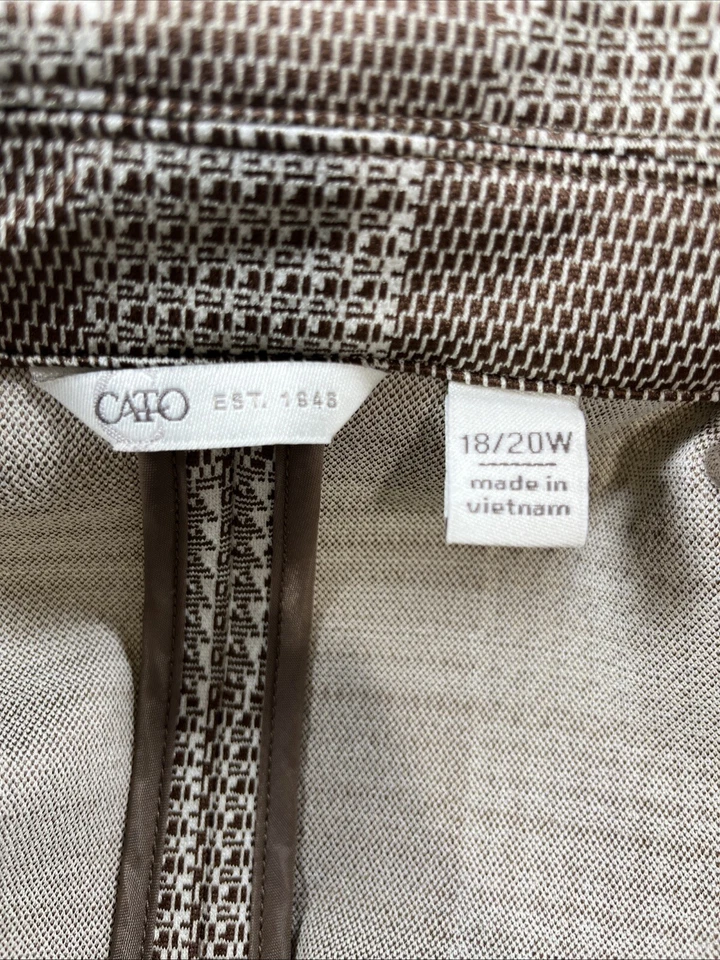 CATO EST. 1946
18/20W
made in
vietnam